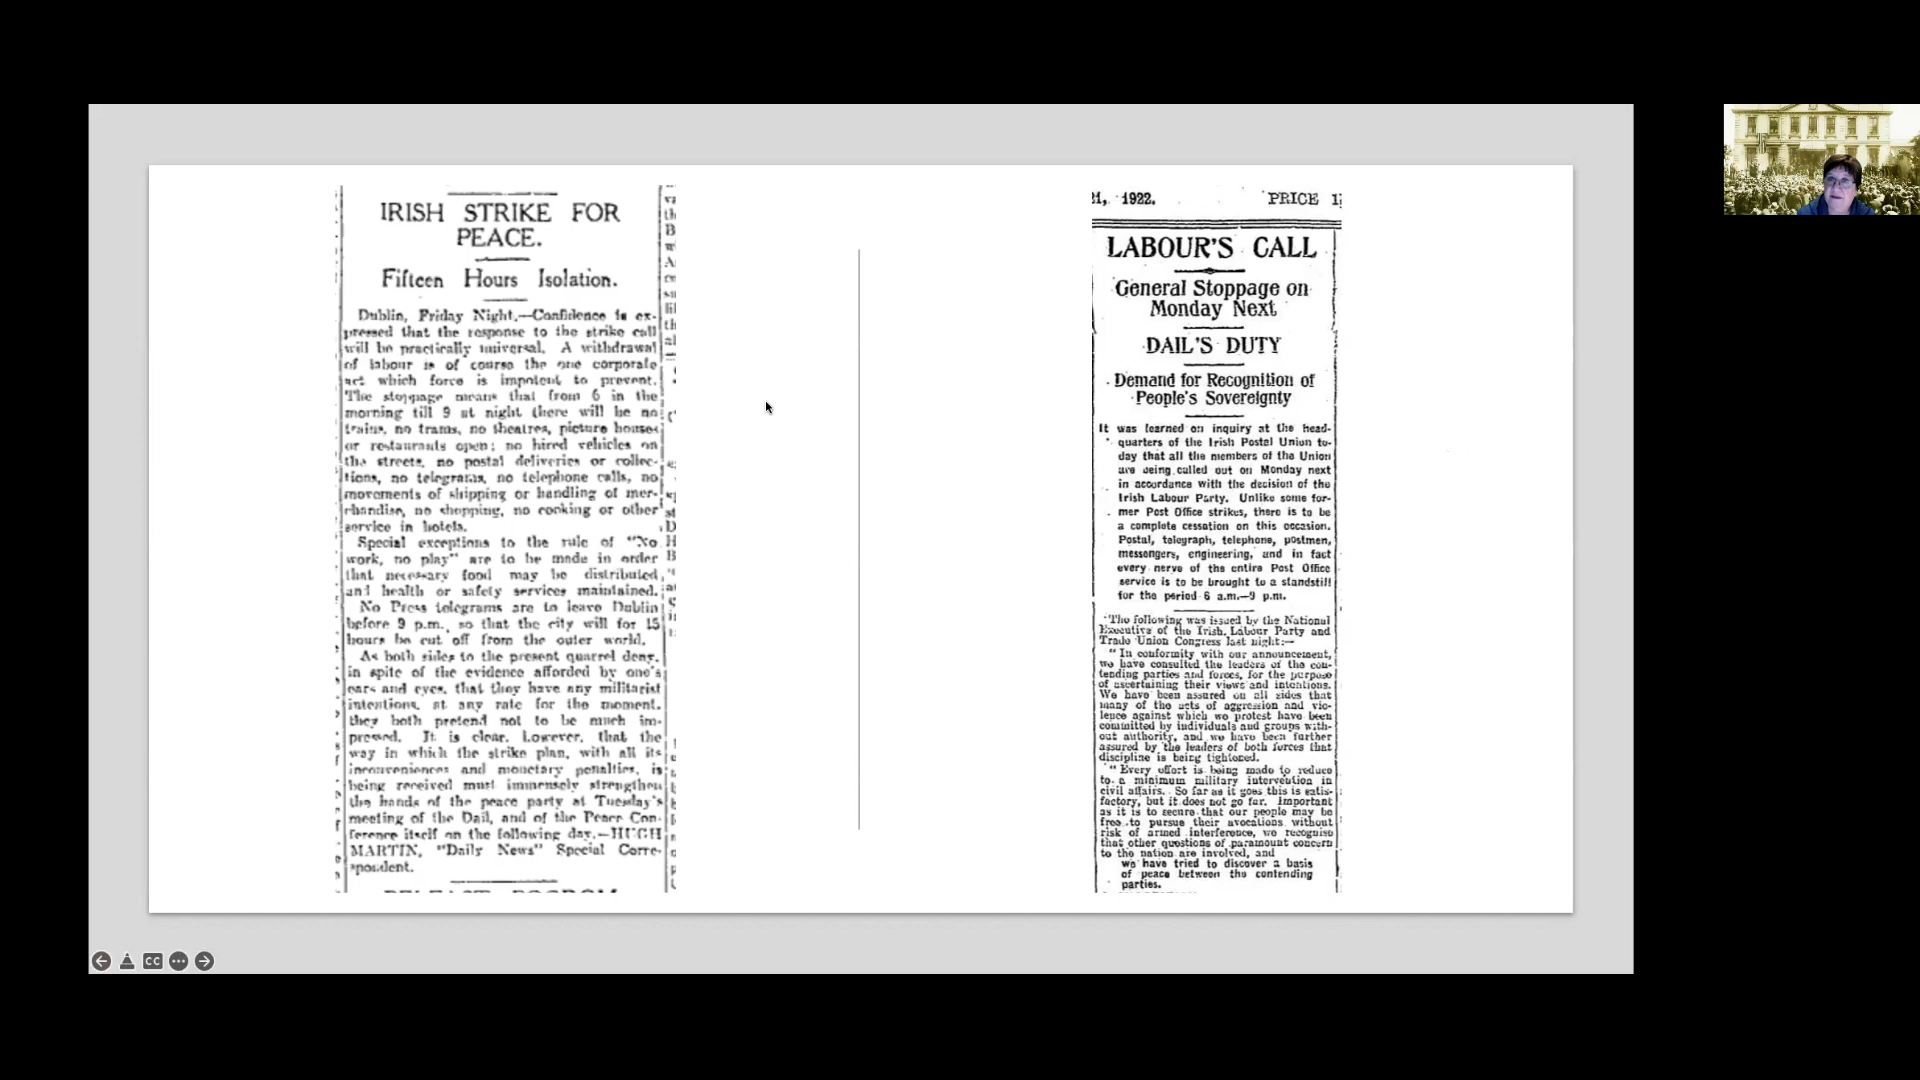 IRISH STRIKE FOR
PEACE.
Fifteen Hours Isolation.
Dublin, Friday Night.—Confidence is ex-
pressed that the response to the strike call
will be practically universal. A withdrawal
of labour is of course the one corporate
act which force is impotent to prevent.
The stoppage means that from 6 in the
morning till 9 at night there will be no
trains, no trams, no theatres, picture houses
or restaurants open; no hired vehicles on
the streets, no postal deliveries or collec-
tions, no telegrams, no telephone calls, no
movements of shipping or handling of mer-
chandise, no shopping, no cooking or other
service in hotels.
Special exceptions to the rule of "No
work, no play" are to be made in order
that necessary food may be distributed
and health or safety services maintained.
No Press telegrams are to leave Dublin
before 9 p.m., so that the city will for 15
hours be cut off from the outer world.
As both sides to the present quarrel deny,
in spite of the evidence afforded by one's
ears and eyes, that they have any militarist
intentions, at any rate for the moment,
they both pretend not to be much im-
pressed. It is clear, however, that the
way in which the strike plan, with all its
inconveniences and monetary penalties, is
being received must immensely strengthen
the hands of the peace party at Tuesday's
meeting of the Dail, and of the Peace Con-
ference itself on the following day.—HUGH
MARTIN, "Daily News" Special Corre-
spondent.
21, 1922. PRICE
LABOUR'S CALL
General Stoppage on
Monday Next
DAIL'S DUTY
Demand for Recognition of
People's Sovereignty
It was learned on inquiry at the head-
quarters of the Irish Postal Union to-
day that all the members of the Union
are being called out on Monday next
in accordance with the decision of the
Irish Labour Party. Unlike some for-
mer Post Office strikes, there is to be
a complete cessation on this occasion.
Postal, telegraph, telephone, postmen,
messengers, engineering, and in fact
every nerve of the entire Post Office
service is to be brought to a standstill
for the period 6 a.m.—9 p.m.
The following was issued by the National
Executive of the Irish Labour Party and
Trade Union Congress last night:—
"In conformity with our announcement,
we have consulted the leaders of the con-
tending parties and forces, for the purpose
of ascertaining their views and intentions.
We have been assured on all sides that
many of the acts of aggression and vio-
lence against which we protest have been
committed by individuals and groups with-
out authority, and we have been further
assured by the leaders of both forces that
discipline is being tightened.
"Every effort is being made to reduce
to a minimum military intervention in
civil affairs. So far as it goes this is satis-
factory, but it does not go far. Important
as it is to secure that our people may be
free to pursue their avocations without
risk of armed interference, we recognise
that other questions of paramount concern
to the nation are involved, and
we have tried to discover a basis
of peace between the contending
parties.
CC